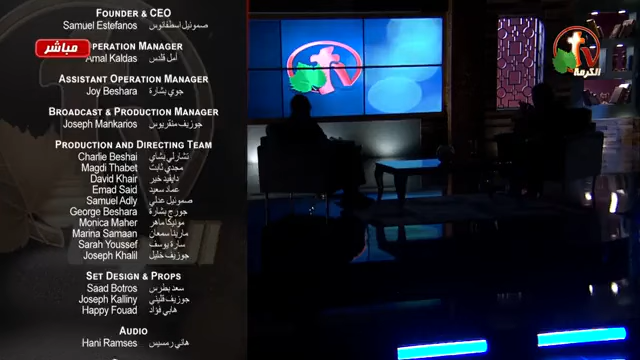 FOUNDER & CEO
Samuel Estefanos صموئيل اسطفانوس
مباشر
OPERATION MANAGER
Amal Kaldas أمل قلدس
ASSISTANT OPERATION MANAGER
Joy Beshara جوي بشارة
BROADCAST & PRODUCTION MANAGER
Joseph Mankarios جوزيف منقريوس
PRODUCTION AND DIRECTING TEAM
Charlie Beshai تشارلي بشاي
Magdi Thabet مجدي ثابت
David Khair دايفيد خير
Emad Said عماد سعيد
Samuel Adly صموئيل عدلي
George Beshara جورج بشارة
Monica Maher مونيكا ماهر
Marina Samaan مارينا سمعان
Sarah Youssef سارة يوسف
Joseph Khalil جوزيف خليل
SET DESIGN & PROPS
Saad Botros سعد بطرس
Joseph Kalliny جوزيف قليني
Happy Fouad هابي فؤاد
AUDIO
Hani Ramses هاني رمسيس
tv
tv
الكرمة